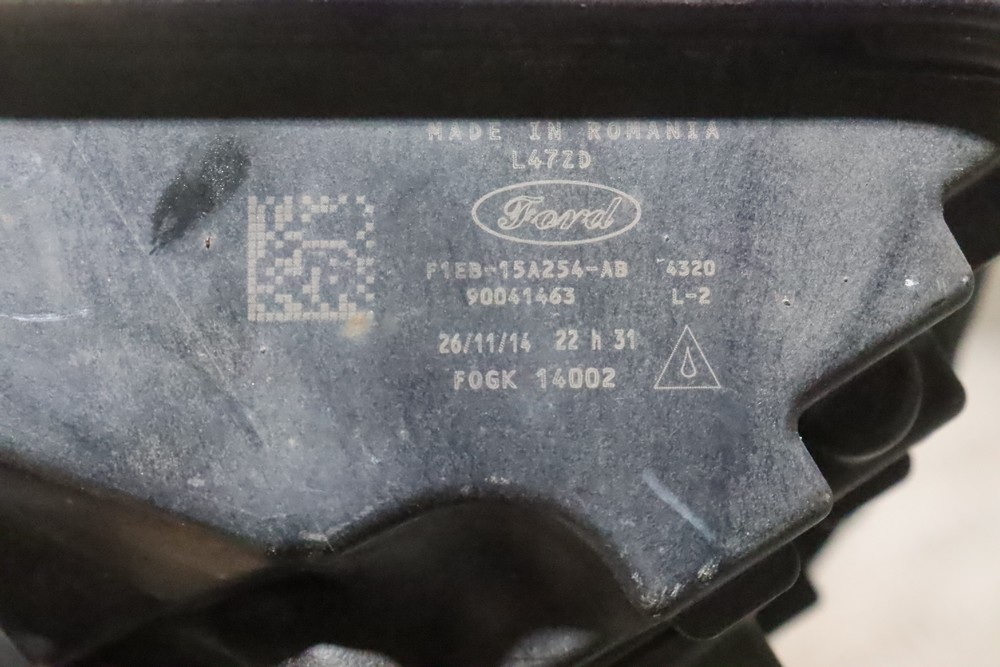 MADE IN ROMANIA
L47ZD
Ford
F1EB-15A254-AB 4320
90041463 L-2
26/11/14 22 h 31
FOGK 14002